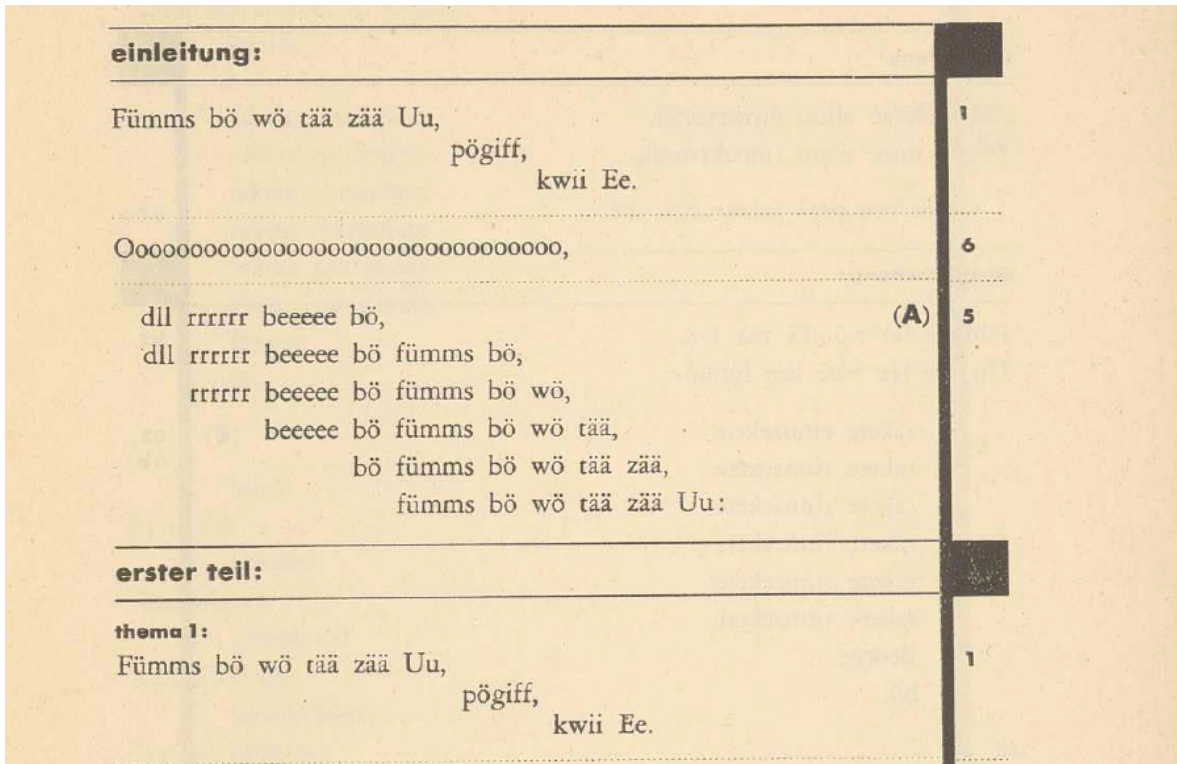 einleitung:
Fümms bö wö tää zää Uu, 1
pögiff,
kwii Ee.
Oooooooooooooooooooooooooooooooo, 6
dll rrrrrr beeeee bö, (A) 5
dll rrrrrr beeeee bö fümms bö,
rrrrrr beeeee bö fümms bö wö,
beeeee bö fümms bö wö tää,
bö fümms bö wö tää zää,
fümms bö wö tää zää Uu:
erster teil:
thema 1:
Fümms bö wö tää zää Uu, 1
pögiff,
kwii Ee.